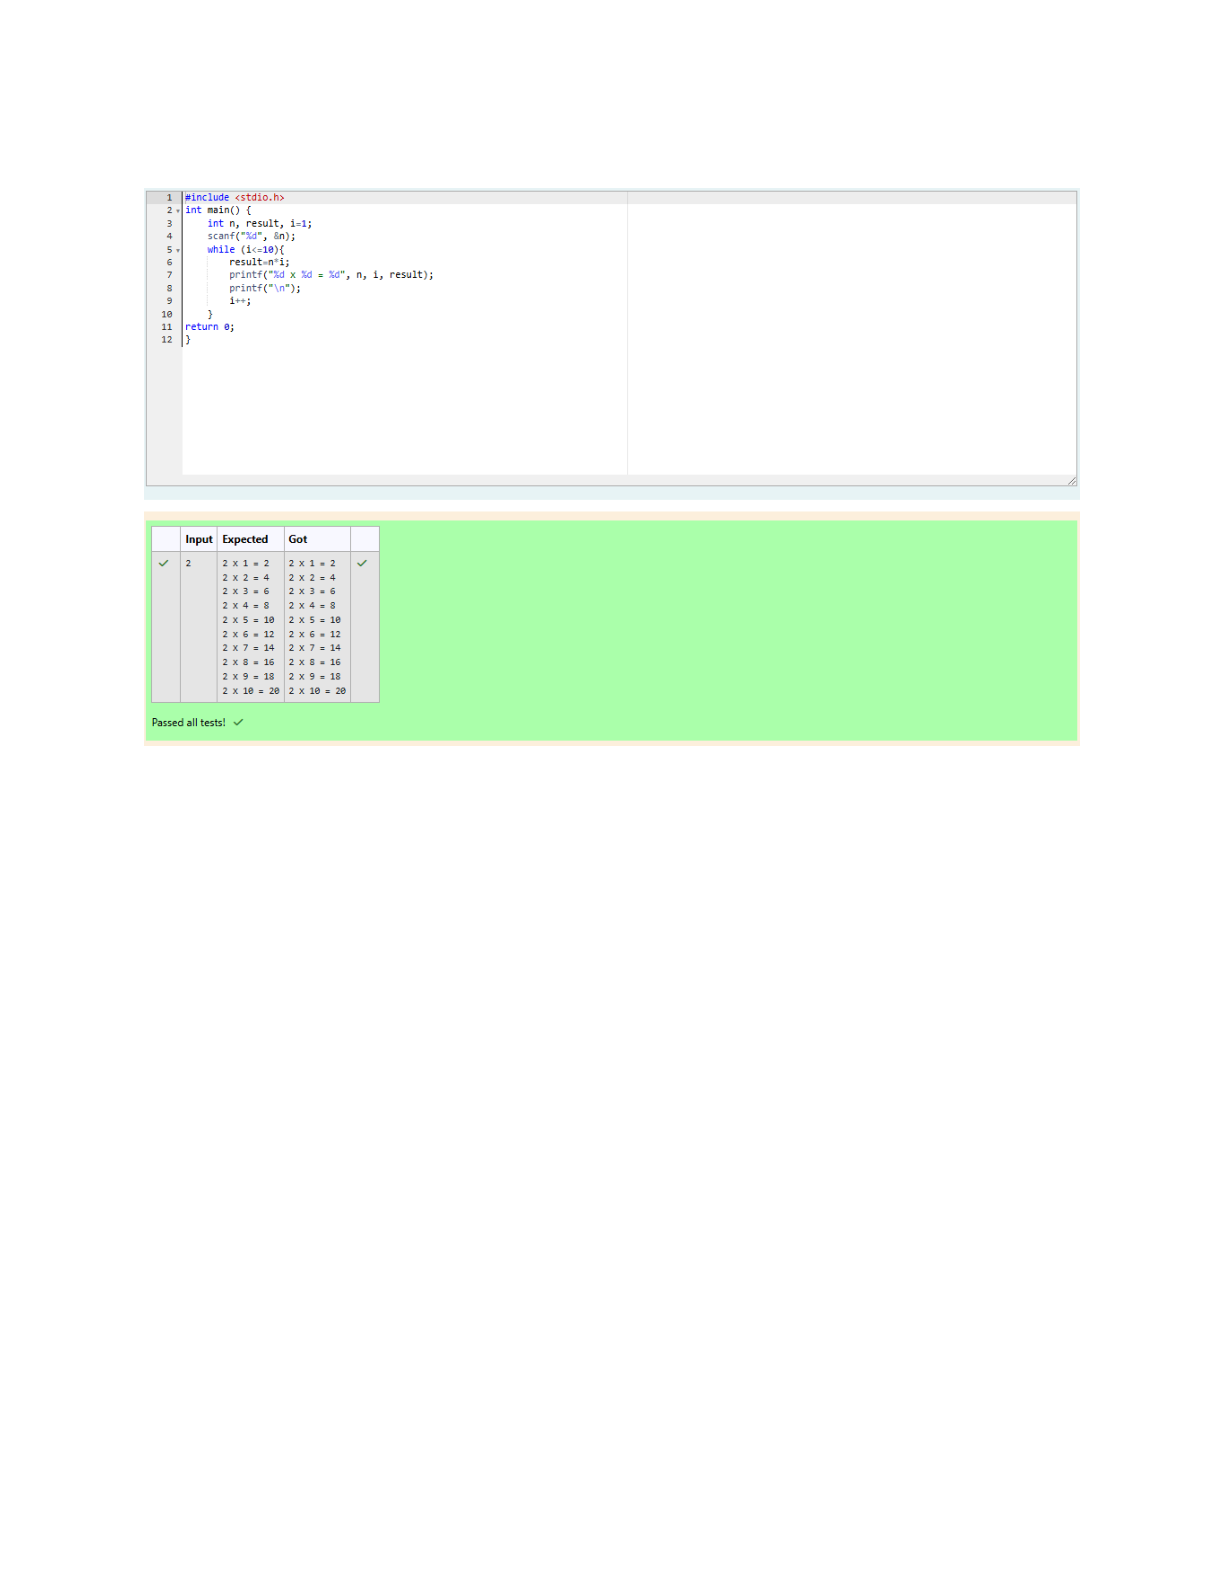 1 #include <stdio.h>
2 int main() {
3     int n, result, i=1;
4     scanf("%d", &n);
5     while (i<=10){
6         result=n*i;
7         printf("%d x %d = %d", n, i, result);
8         printf("\n");
9         i++;
10     }
11 return 0;
12 }
Input Expected Got
2 2 x 1 = 2 2 x 1 = 2
2 x 2 = 4 2 x 2 = 4
2 x 3 = 6 2 x 3 = 6
2 x 4 = 8 2 x 4 = 8
2 x 5 = 10 2 x 5 = 10
2 x 6 = 12 2 x 6 = 12
2 x 7 = 14 2 x 7 = 14
2 x 8 = 16 2 x 8 = 16
2 x 9 = 18 2 x 9 = 18
2 x 10 = 20 2 x 10 = 20
Passed all tests!